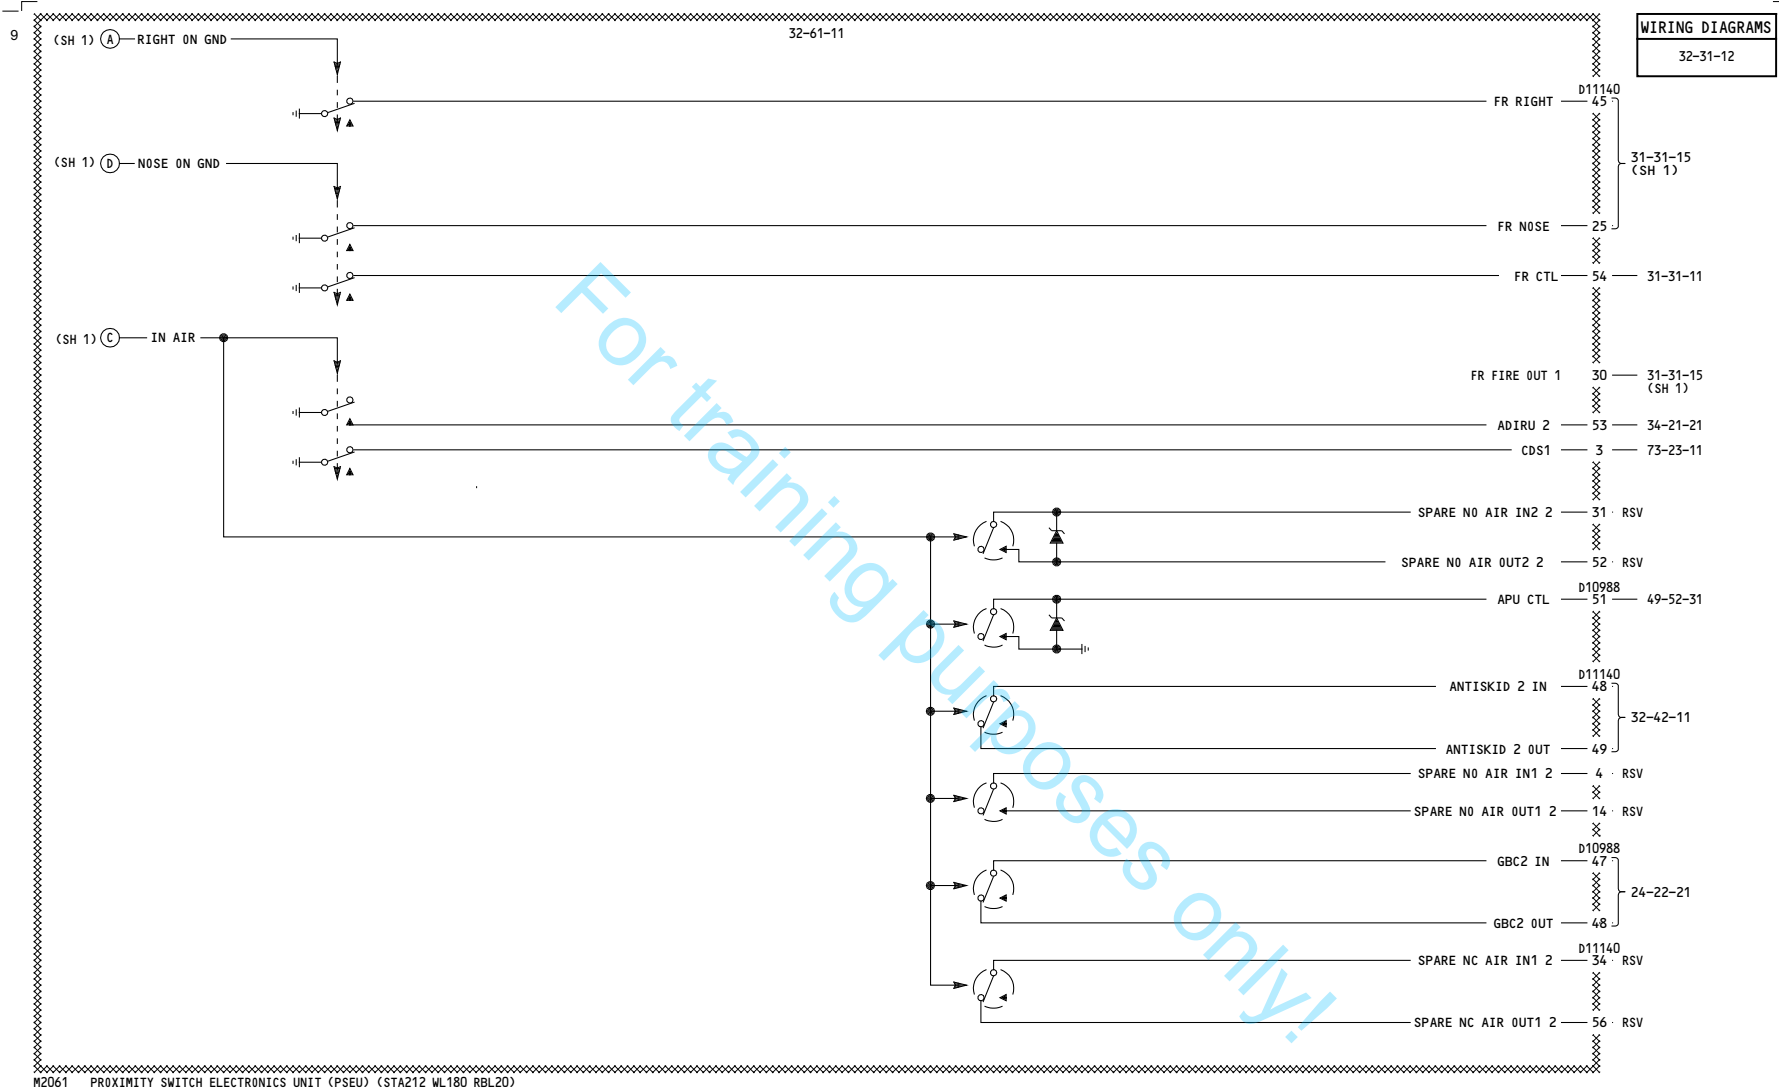 9
32-61-11
WIRING DIAGRAMS
32-31-12
(SH 1) A RIGHT ON GND
D11140
FR RIGHT 45
(SH 1) D NOSE ON GND
31-31-15
(SH 1)
FR NOSE 25
FR CTL 54 31-31-11
(SH 1) C IN AIR
FR FIRE OUT 1 30 31-31-15
(SH 1)
ADIRU 2 53 34-21-21
CDS1 3 73-23-11
SPARE NO AIR IN2 2 31 RSV
SPARE NO AIR OUT2 2 52 RSV
D10988
APU CTL 51 49-52-31
D11140
ANTISKID 2 IN 48
32-42-11
ANTISKID 2 OUT 49
SPARE NO AIR IN1 2 4 RSV
SPARE NO AIR OUT1 2 14 RSV
D10988
GBC2 IN 47
24-22-21
GBC2 OUT 48
D11140
SPARE NC AIR IN1 2 34 RSV
SPARE NC AIR OUT1 2 56 RSV
M2061 PROXIMITY SWITCH ELECTRONICS UNIT (PSEU) (STA212 WL180 RBL20)
For training purposes only!